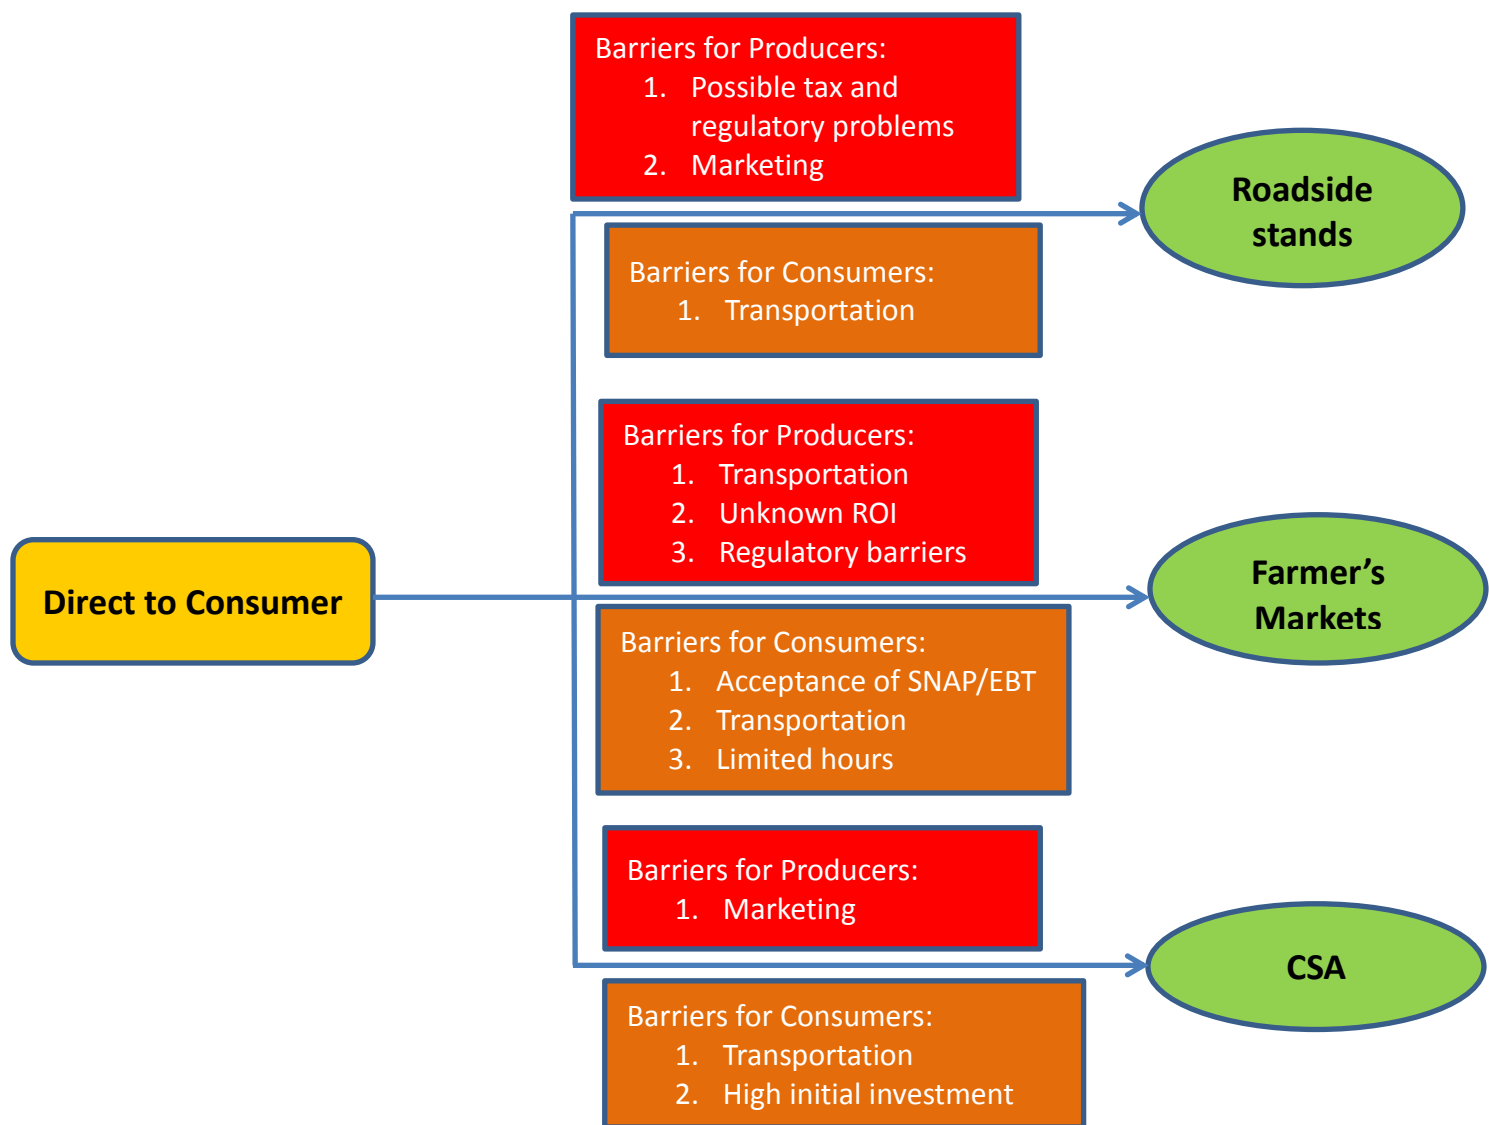 Barriers for Producers:
1. Possible tax and
regulatory problems
2. Marketing
Roadside
stands
Barriers for Consumers:
1. Transportation
Barriers for Producers:
1. Transportation
2. Unknown ROI
3. Regulatory barriers
Direct to Consumer
Farmer’s
Markets
Barriers for Consumers:
1. Acceptance of SNAP/EBT
2. Transportation
3. Limited hours
Barriers for Producers:
1. Marketing
CSA
Barriers for Consumers:
1. Transportation
2. High initial investment